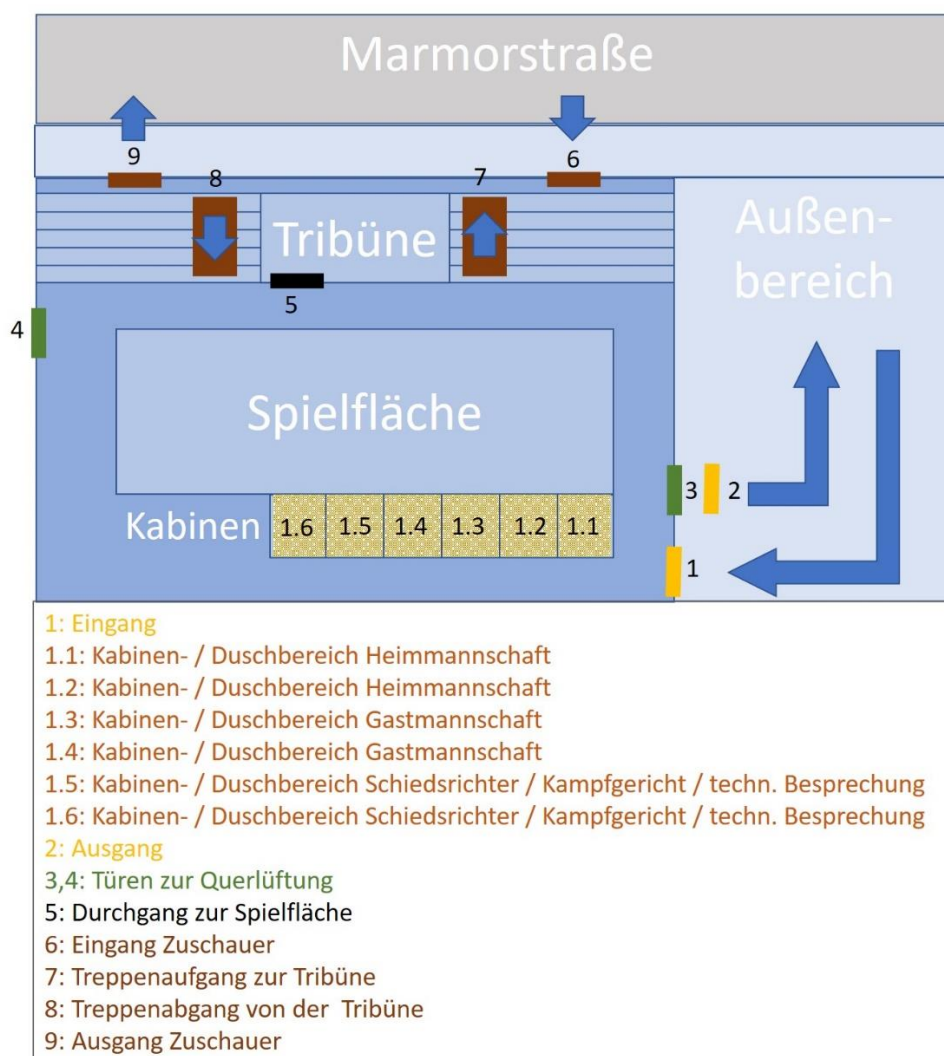 Marmorstraße
9
6
8
7
Tribüne
Außen-
bereich
5
4
Spielfläche
3
2
Kabinen
1.6
1.5
1.4
1.3
1.2
1.1
1
1: Eingang
1.1: Kabinen- / Duschbereich Heimmannschaft
1.2: Kabinen- / Duschbereich Heimmannschaft
1.3: Kabinen- / Duschbereich Gastmannschaft
1.4: Kabinen- / Duschbereich Gastmannschaft
1.5: Kabinen- / Duschbereich Schiedsrichter / Kampfgericht / techn. Besprechung
1.6: Kabinen- / Duschbereich Schiedsrichter / Kampfgericht / techn. Besprechung
2: Ausgang
3,4: Türen zur Querlüftung
5: Durchgang zur Spielfläche
6: Eingang Zuschauer
7: Treppenaufgang zur Tribüne
8: Treppenabgang von der Tribüne
9: Ausgang Zuschauer